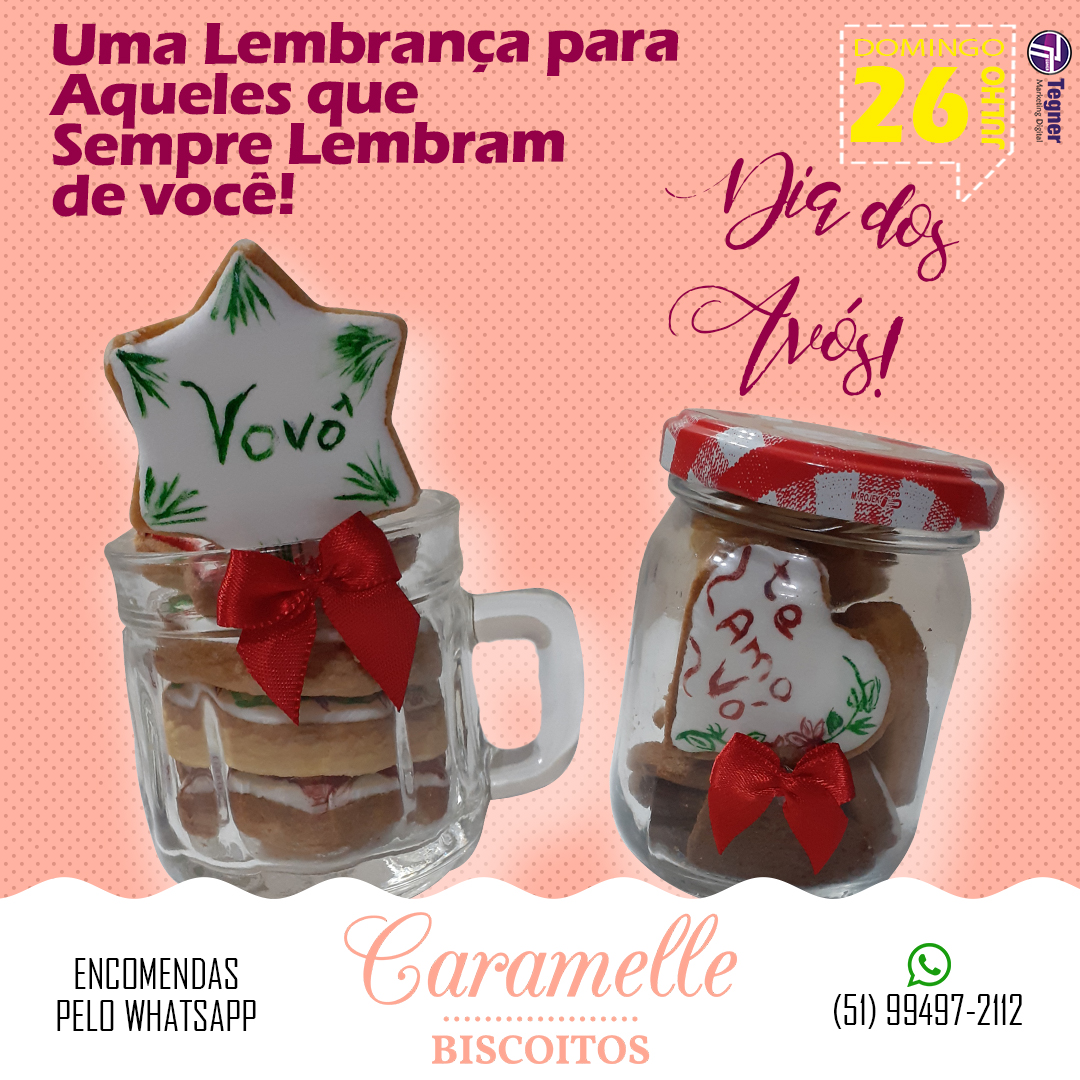 Uma Lembrança para
Aqueles que
Sempre Lembram
de você!
DOMINGO
26
JULHO
Tegner
Marketing Digital
Dia dos
Avós!
Vovô
te
Amo
Vó
ENCOMENDAS
PELO WHATSAPP
Caramelle
BISCOITOS
(51) 99497-2112